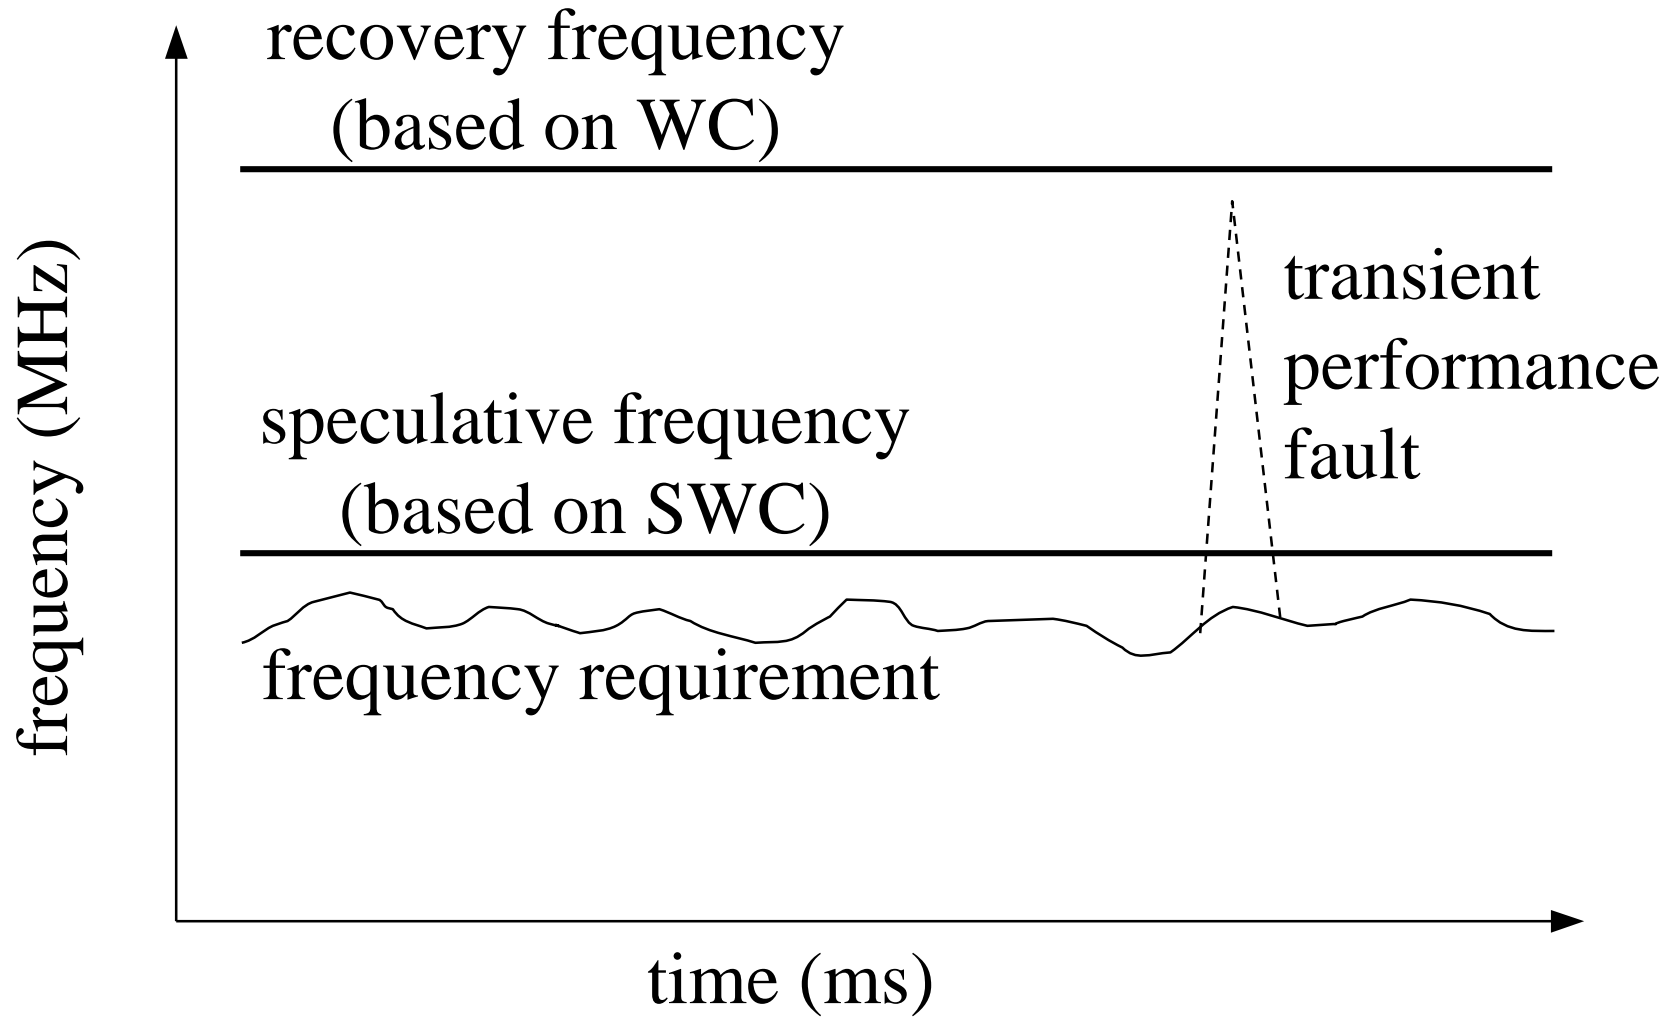 recovery frequency
(based on WC)
frequency (MHz)
transient
performance
fault
speculative frequency
(based on SWC)
frequency requirement
time (ms)